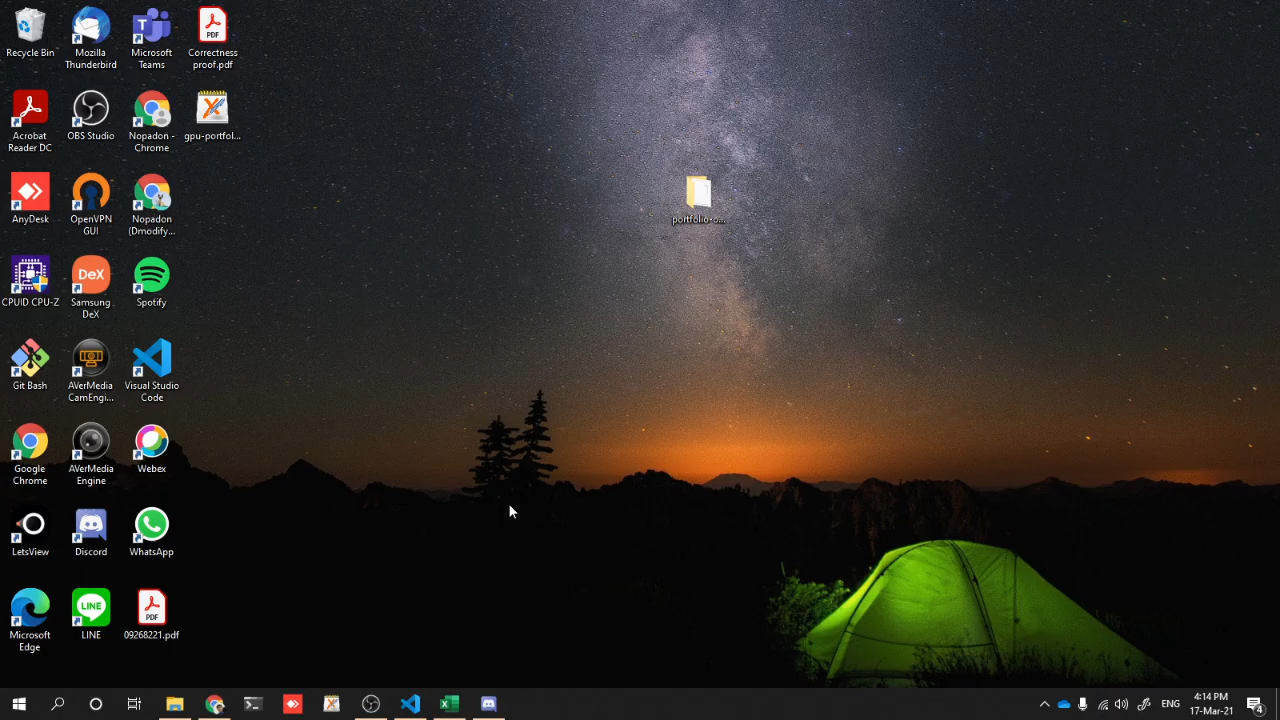 Recycle Bin
Mozilla
Thunderbird
Microsoft
Teams
PDF
Correctness
proof.pdf
Acrobat
Reader DC
OBS Studio
Nopadon -
Chrome
gpu-portfol...
AnyDesk
OpenVPN
GUI
Nopadon
(Dmodify...
portfolio-o...
CPUID CPU-Z
DeX
Samsung
DeX
Spotify
Git Bash
AVerMedia
CamEngi...
Visual Studio
Code
Google
Chrome
AVerMedia
Engine
Webex
LetsView
Discord
WhatsApp
Microsoft
Edge
LINE
LINE
PDF
09268221.pdf
ENG
4:14 PM
17-Mar-21
4